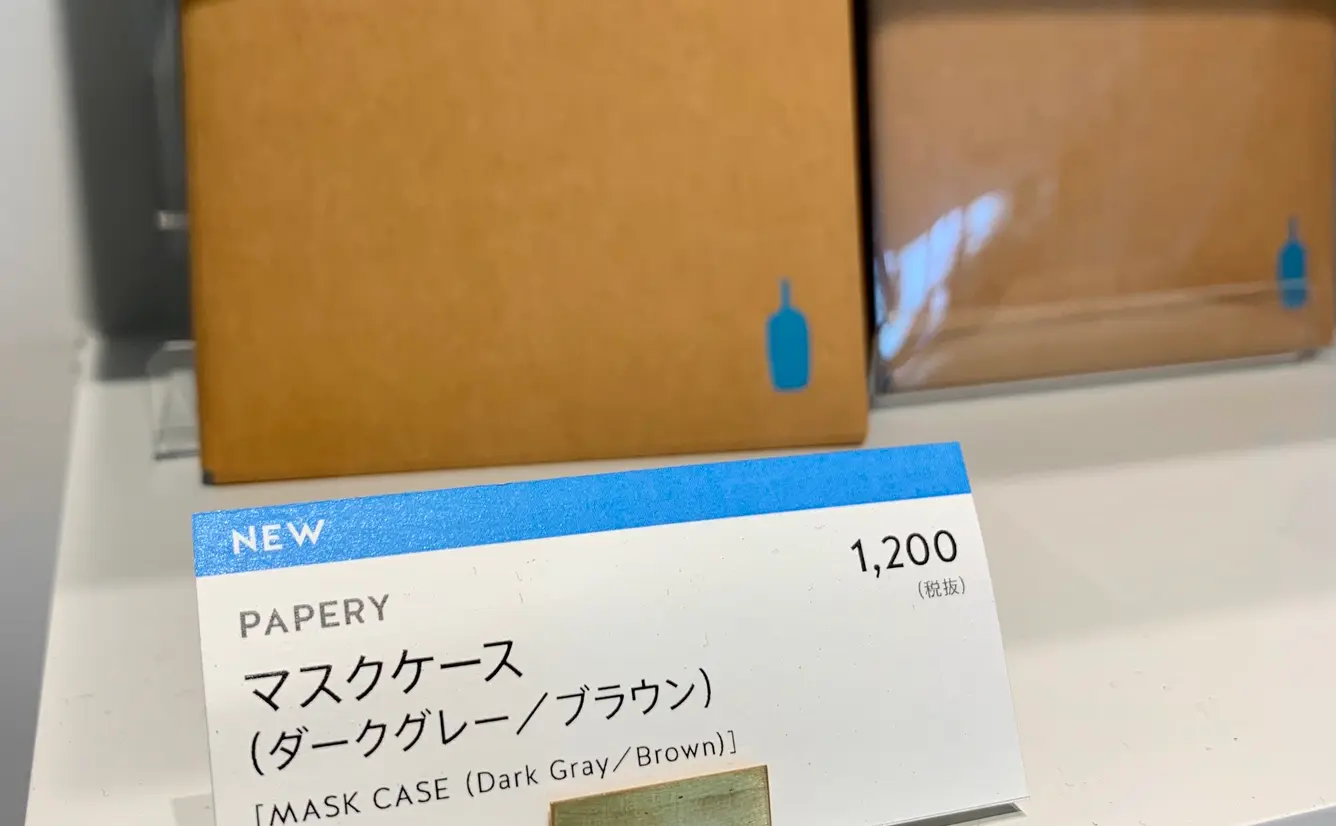 NEW
1,200
(税抜)
PAPERY
マスクケース
(ダークグレー/ブラウン)
[MASK CASE (Dark Gray/Brown)]